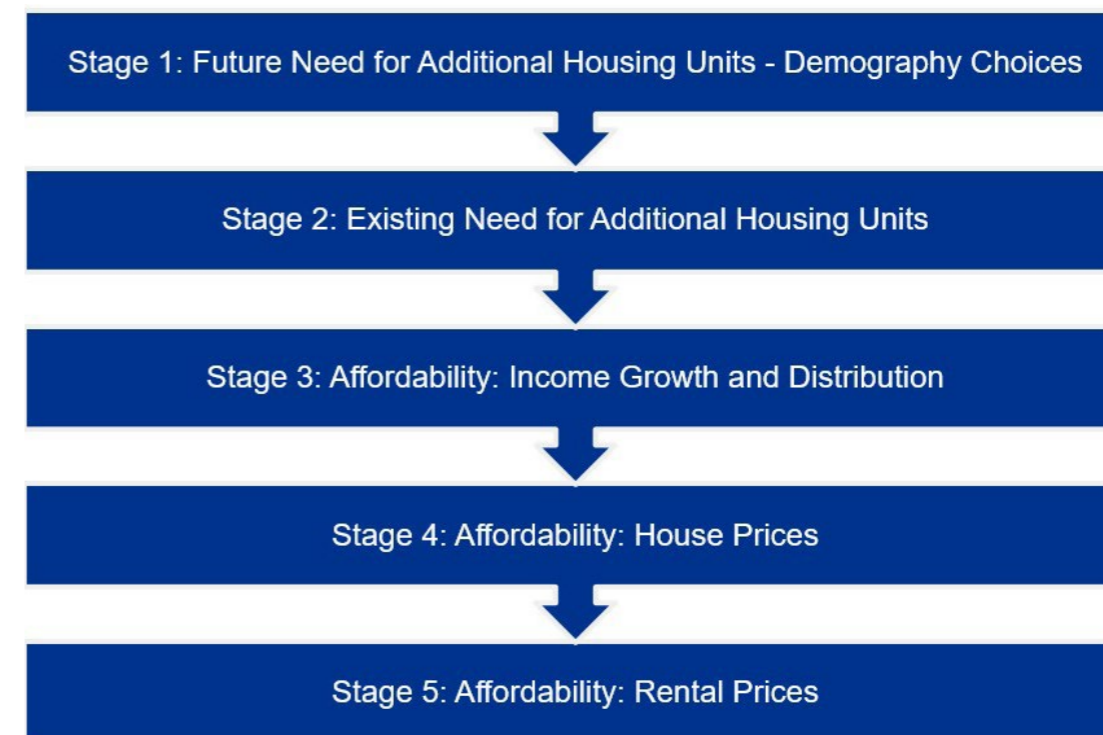 Stage 1: Future Need for Additional Housing Units - Demography Choices
Stage 2: Existing Need for Additional Housing Units
Stage 3: Affordability: Income Growth and Distribution
Stage 4: Affordability: House Prices
Stage 5: Affordability: Rental Prices